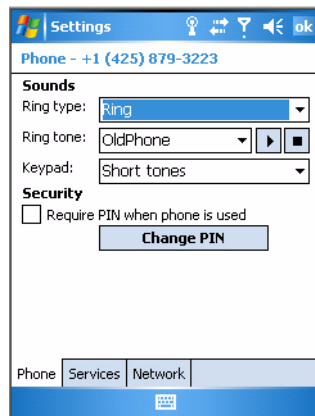 Settings ok
Phone - +1 (425) 879-3223
Sounds
Ring type: Ring
Ring tone: OldPhone
Keypad: Short tones
Security
Require PIN when phone is used
Change PIN
Phone Services Network